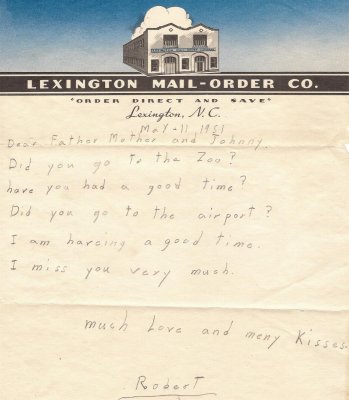 LEXINGTON MAIL-ORDER CO.
"ORDER DIRECT AND SAVE"
Lexington, N.C.
May-11, 1951
Dear Father Mother and Johnny.
Did you go to the Zoo?
have you had a good time?
Did you go to the airport?
I am hareing a good time.
I miss you very much.
much Love and meny Kisses.
Robert